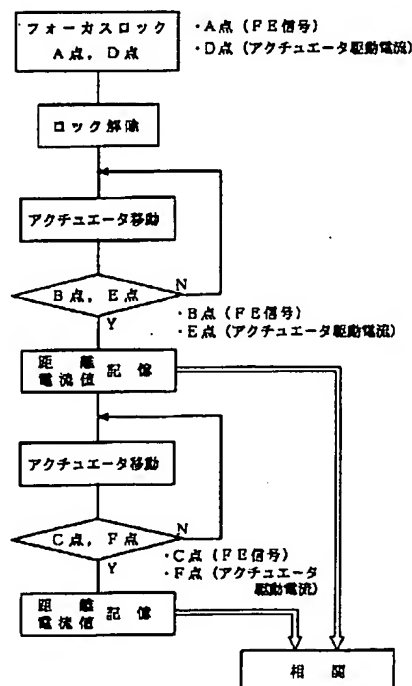 フォーカスロック
A点，D点
・A点（FE信号）
・D点（アクチュエータ駆動電流）
ロック解除
アクチュエータ移動
B点，E点
N
Y
・B点（FE信号）
・E点（アクチュエータ駆動電流）
距離
電流値
記憶
アクチュエータ移動
C点，F点
N
Y
・C点（FE信号）
・F点（アクチュエータ
駆動電流）
距離
電流値
記憶
相関